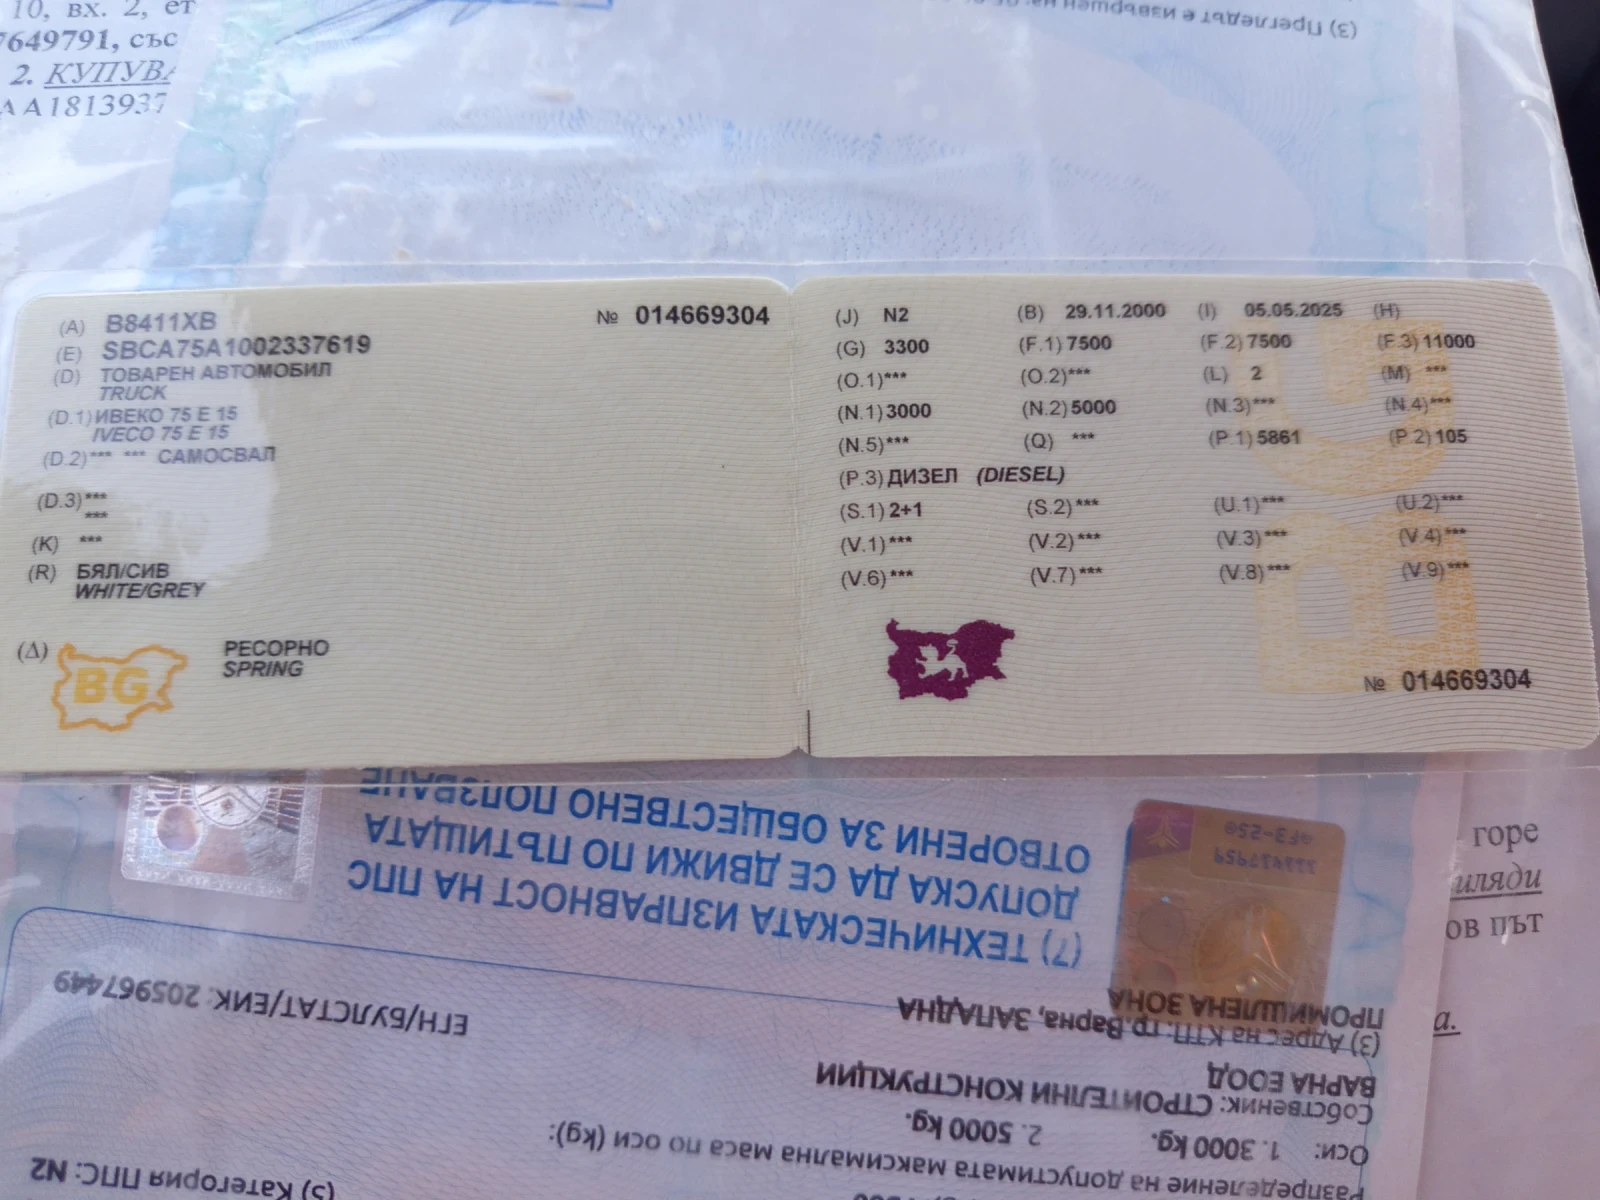 10, вх. 2, ет
7649791, със
2. КУПУВА
АА1813937
(3) Прегледът е извършен на:
(A) B8411XB
№ 014669304
(E) SBCA75A1002337619
(D) ТОВАРЕН АВТОМОБИЛ
TRUCK
(D.1) ИВЕКО 75 Е 15
IVECO 75 E 15
(D.2) *** *** САМОСВАЛ
(D.3) ***
***
(K) ***
(R) БЯЛ/СИВ
WHITE/GREY
(Δ) РЕСОРНО
SPRING
BG
(J) N2 (B) 29.11.2000 (I) 05.05.2025 (H)
(G) 3300 (F.1) 7500 (F.2) 7500 (F.3) 11000
(O.1) *** (O.2) *** (L) 2 (M) ***
(N.1) 3000 (N.2) 5000 (N.3) *** (N.4) ***
(N.5) *** (Q) *** (P.1) 5861 (P.2) 105
(P.3) ДИЗЕЛ (DIESEL)
(S.1) 2+1 (S.2) *** (U.1) *** (U.2) ***
(V.1) *** (V.2) *** (V.3) *** (V.4) ***
(V.6) *** (V.7) *** (V.8) *** (V.9) ***
BG
№ 014669304
горе
иляди
ов път
а.
(5) Категория ППС: N2
Разпределение на допустимата максимална маса по оси (kg):
Оси: 1. 3000 kg. 2. 5000 kg.
Собственик: СТРОИТЕЛНИ КОНСТРУКЦИИ
ВАРНА ЕООД
ЕГН/БУЛСТАТ/ЕИК: 205967449
(3) Адрес на КТП: гр.Варна, ЗАПАДНА
ПРОМИШЛЕНА ЗОНА
(7) ТЕХНИЧЕСКАТА ИЗПРАВНОСТ НА ППС
ДОПУСКА ДА СЕ ДВИЖИ ПО ПЪТИЩАТА
ОТВОРЕНИ ЗА ОБЩЕСТВЕНО ПОЛЗВАНЕ